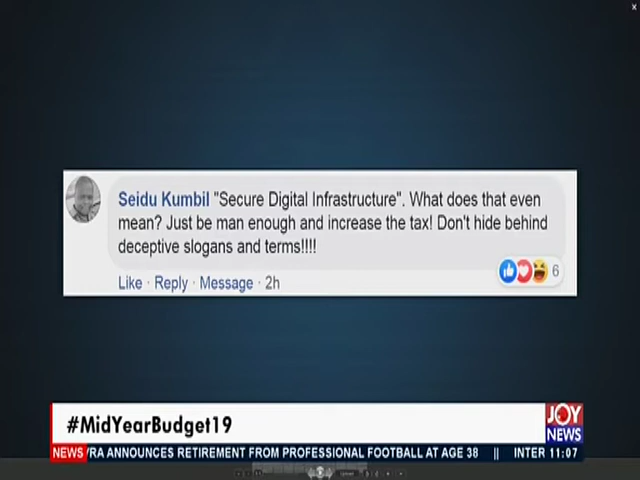 Seidu Kumbil "Secure Digital Infrastructure". What does that even
mean? Just be man enough and increase the tax! Don't hide behind
deceptive slogans and terms!!!!
6
Like · Reply · Message · 2h
#MidYearBudget19
JOY
NEWS
NEWS
ANNOUNCES RETIREMENT FROM PROFESSIONAL FOOTBALL AT AGE 38 || INTER 11:07